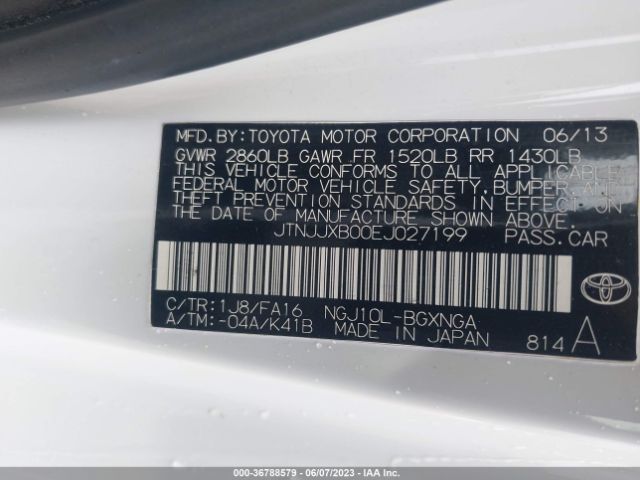 MFD.BY:TOYOTA MOTOR CORPORATION 06/13
GVWR 2860LB GAWR FR 1520LB RR 1430LB
THIS VEHICLE CONFORMS TO ALL APPLICABLE
FEDERAL MOTOR VEHICLE SAFETY,BUMPER,AND
THEFT PREVENTION STANDARDS IN EFFECT ON
THE DATE OF MANUFACTURE SHOWN ABOVE.
JTNJJXB00EJ027199 PASS.CAR
C/TR:1J8/FA16 NGJ10L-BGXNGA
A/TM:-04A/K41B MADE IN JAPAN
814A
000-36788579 - 06/07/2023 - COPART.COM